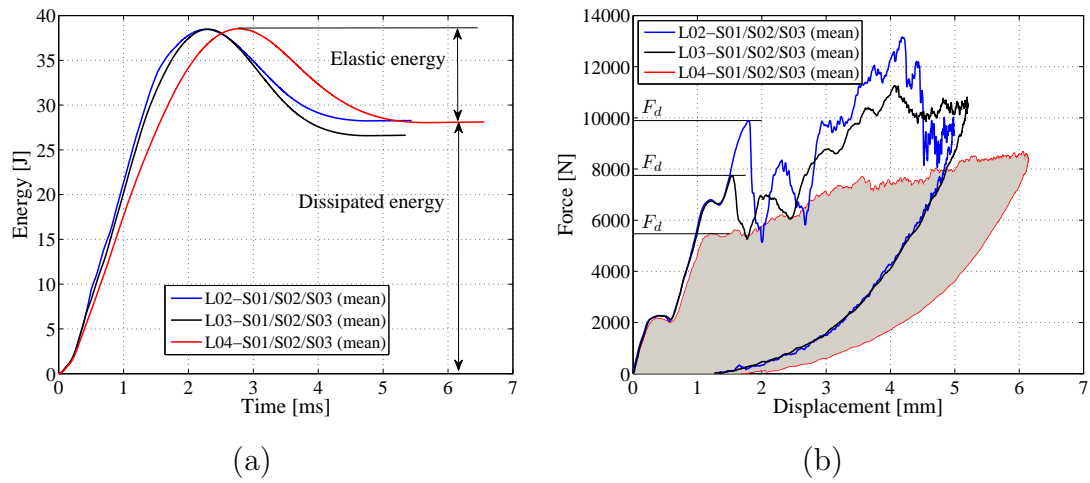 40
35
30
25
20
15
10
5
0
Energy [J]
Elastic energy
Dissipated energy
L02−S01/S02/S03 (mean)
L03−S01/S02/S03 (mean)
L04−S01/S02/S03 (mean)
0 1 2 3 4 5 6 7
Time [ms]
(a)
14000
12000
10000
8000
6000
4000
2000
0
Force [N]
L02−S01/S02/S03 (mean)
L03−S01/S02/S03 (mean)
L04−S01/S02/S03 (mean)
F_d
F_d
F_d
0 1 2 3 4 5 6 7
Displacement [mm]
(b)